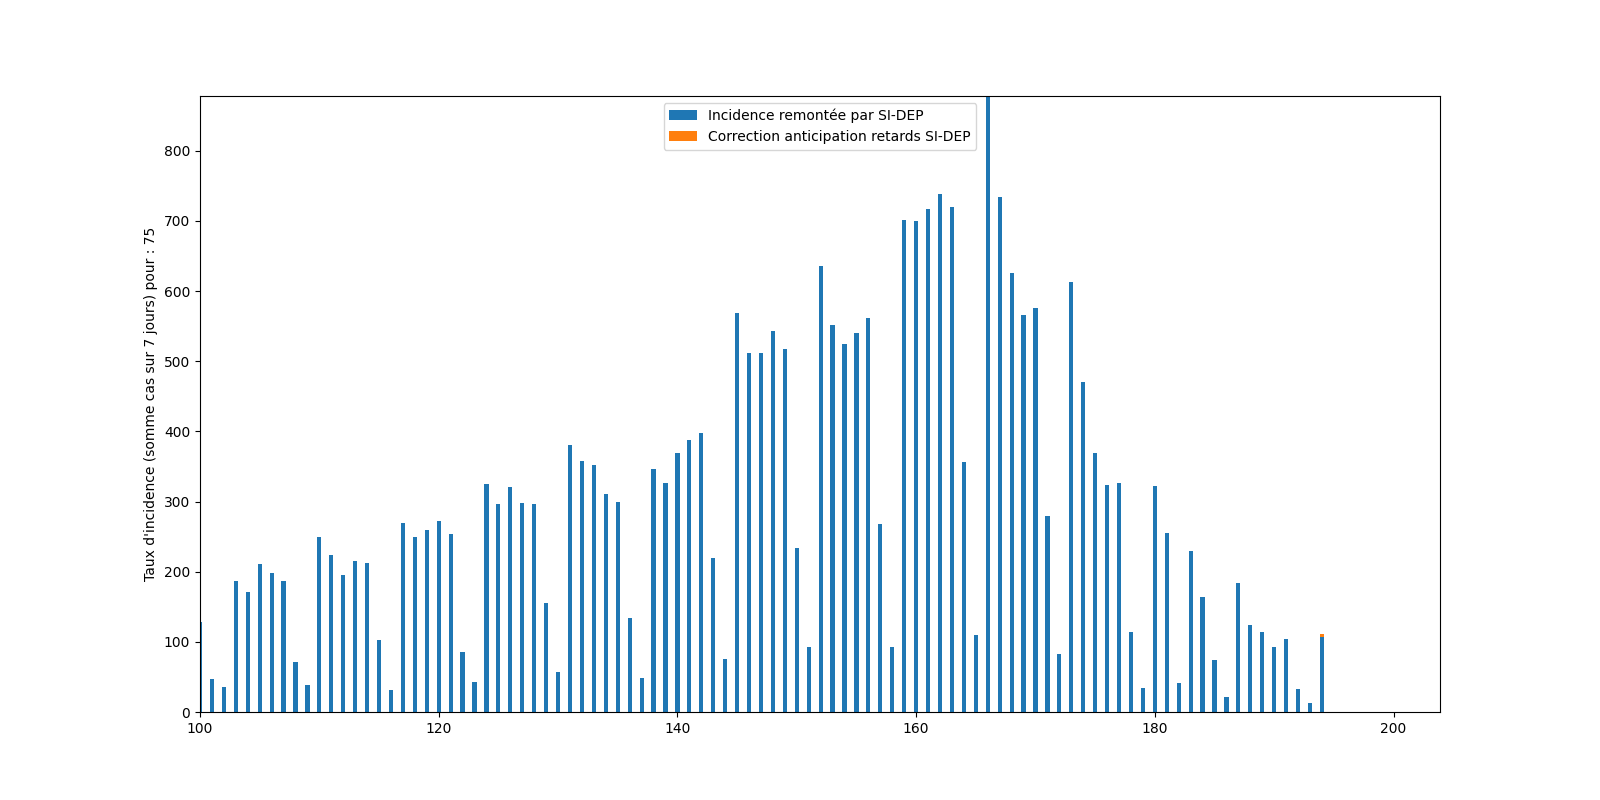 Incidence remontée par SI-DEP
Correction anticipation retards SI-DEP
Taux d'incidence (somme cas sur 7 jours) pour : 75
800
700
600
500
400
300
200
100
0
100 120 140 160 180 200